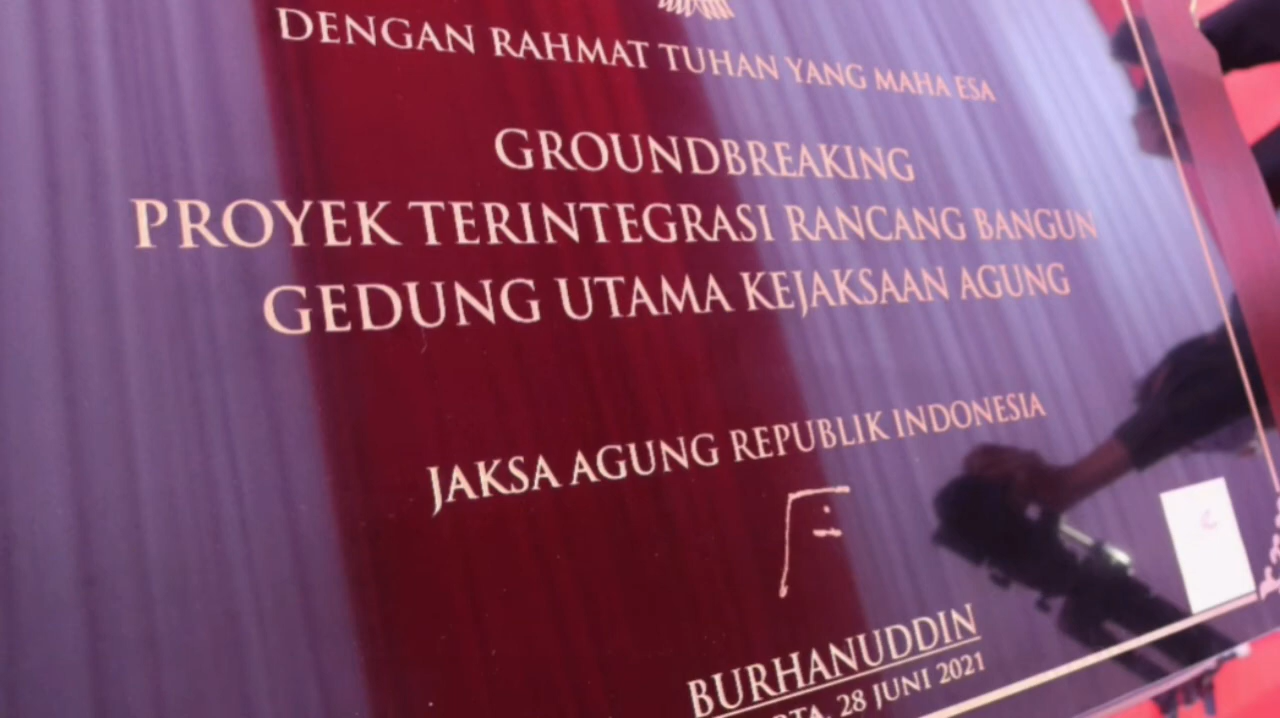 DENGAN RAHMAT TUHAN YANG MAHA ESA
GROUNDBREAKING
PROYEK TERINTEGRASI RANCANG BANGUN
GEDUNG UTAMA KEJAKSAAN AGUNG
JAKSA AGUNG REPUBLIK INDONESIA
BURHANUDDIN
28 JUNI 2021